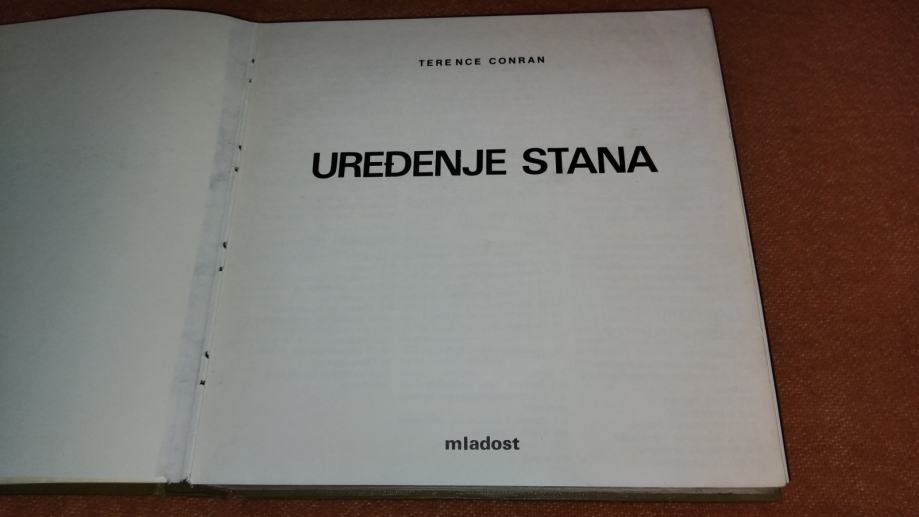 TERENCE CONRAN
UREĐENJE STANA
mladost